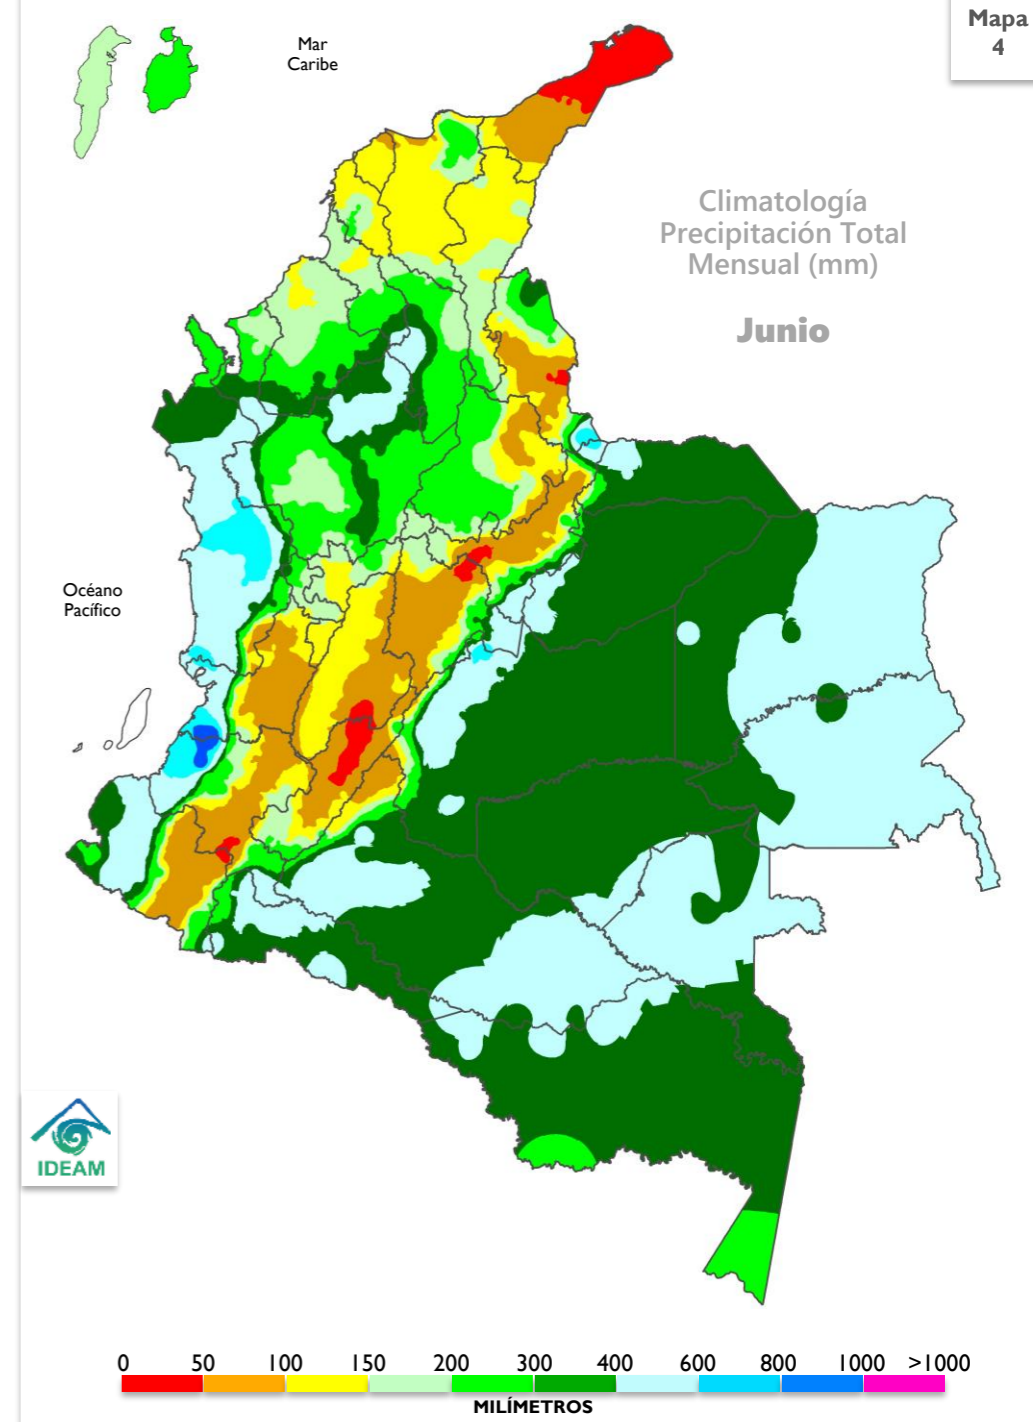 Mapa
4
Mar
Caribe
Climatología
Precipitación Total
Mensual (mm)
Junio
Océano
Pacífico
IDEAM
0 50 100 150 200 300 400 600 800 1000 >1000
MILÍMETROS